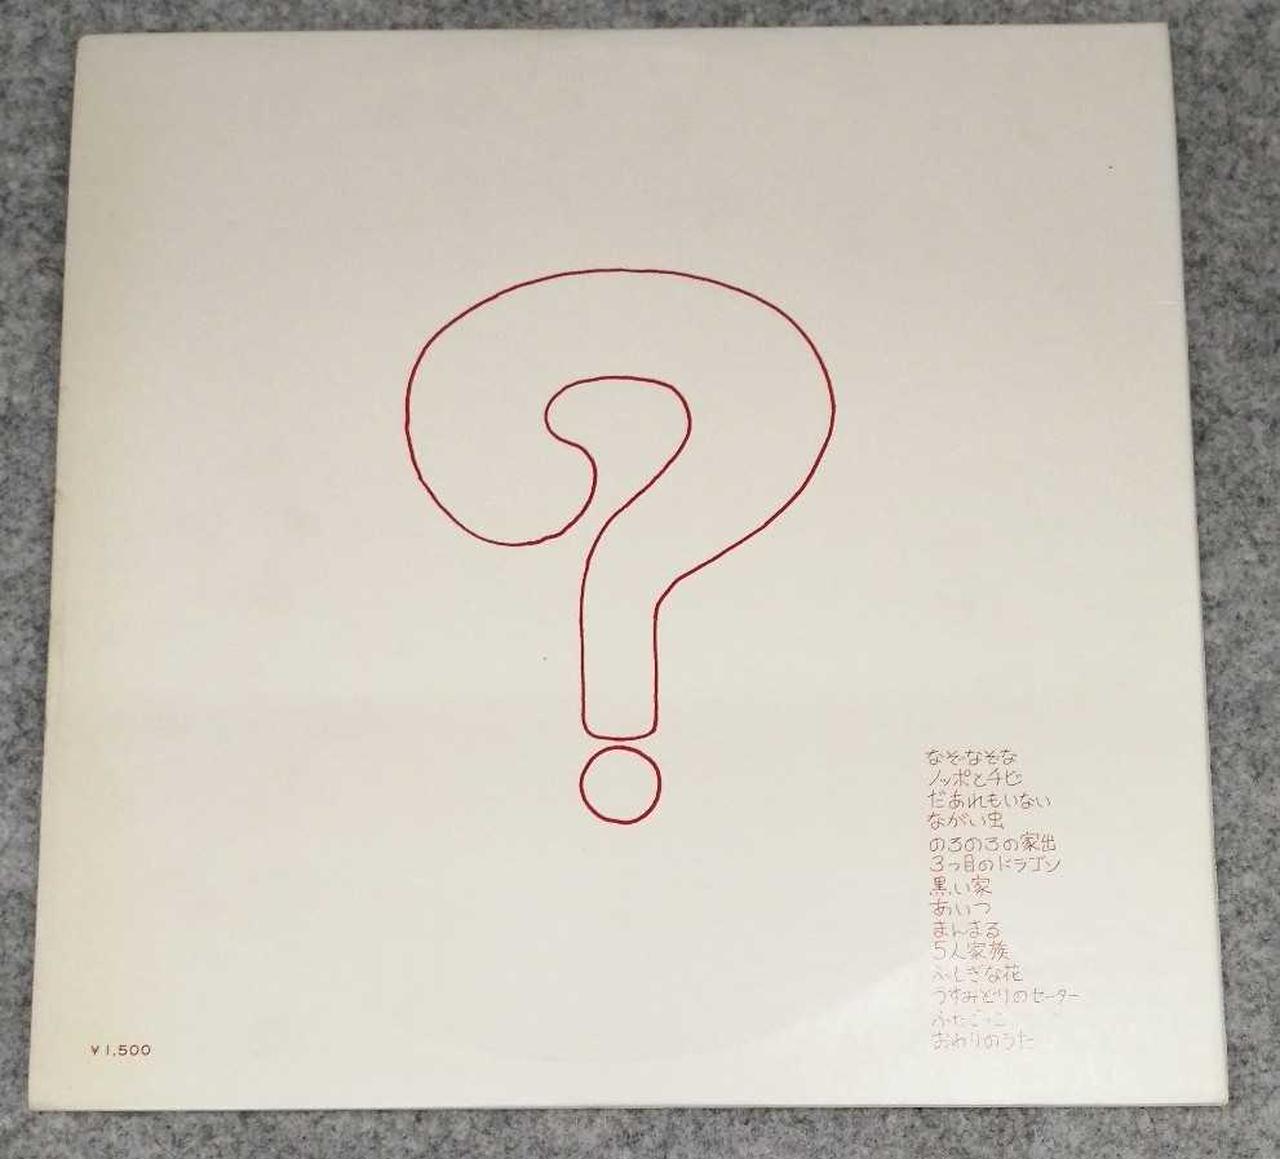 なぞなぞな
ノッポとチビ
だあれもいない
ながい虫
のろのろの家出
3つ目のドラゴン
黒い家
あいつ
まんまる
5人家族
ふしぎな花
うすみどりのセーター
ふたごっこ
おわりのうた
¥1,500